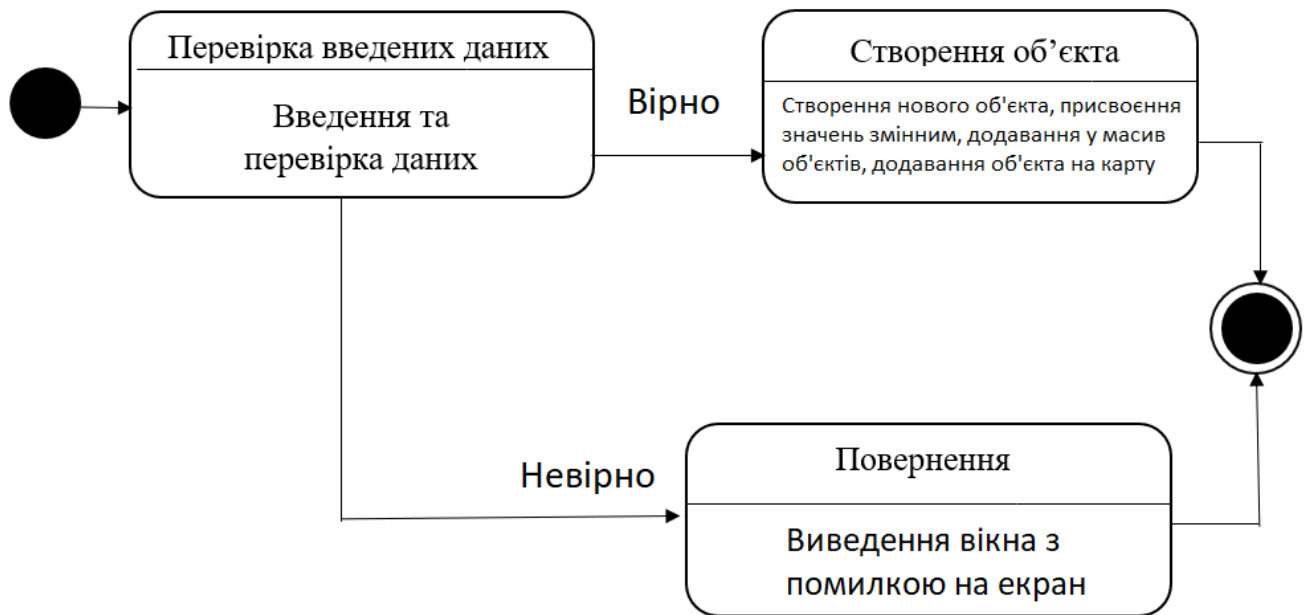 Перевірка введених даних
Введення та
перевірка даних
Вірно
Створення об’єкта
Створення нового об'єкта, присвоєння
значень змінним, додавання у масив
об'єктів, додавання об'єкта на карту
Невірно
Повернення
Виведення вікна з
помилкою на екран